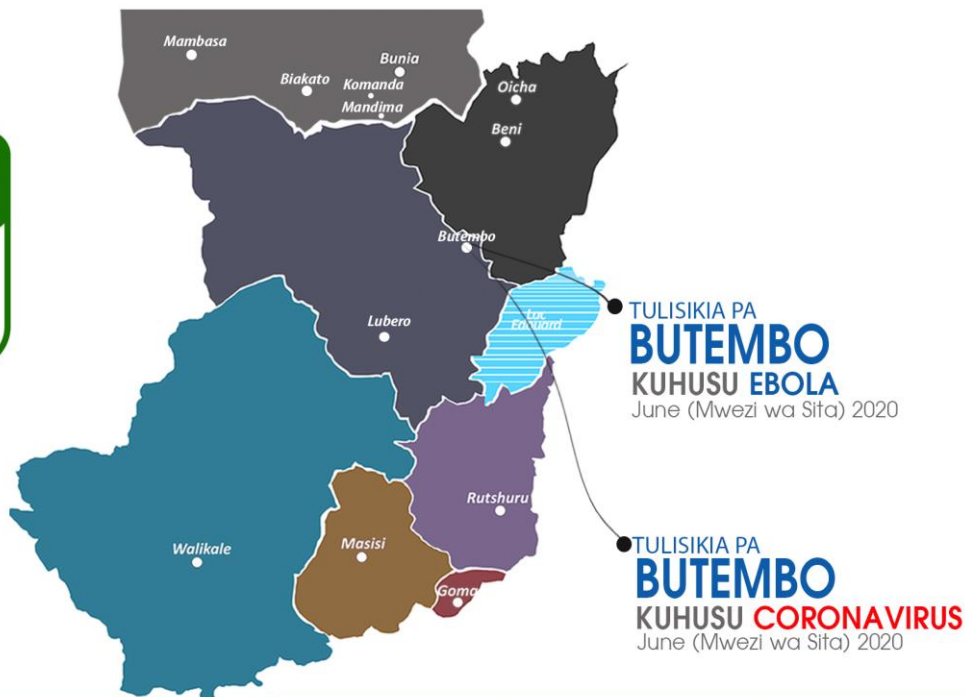 Mambasa
Bunia
Biakato
Komanda
Mandima
Oicha
Beni
Butembo
Lubero
Lac
Edouard
TULISIKIA PA
BUTEMBO
KUHUSU EBOLA
June (Mwezi wa Sita) 2020
Rutshuru
Walikale
Masisi
Goma
TULISIKIA PA
BUTEMBO
KUHUSU CORONAVIRUS
June (Mwezi wa Sita) 2020